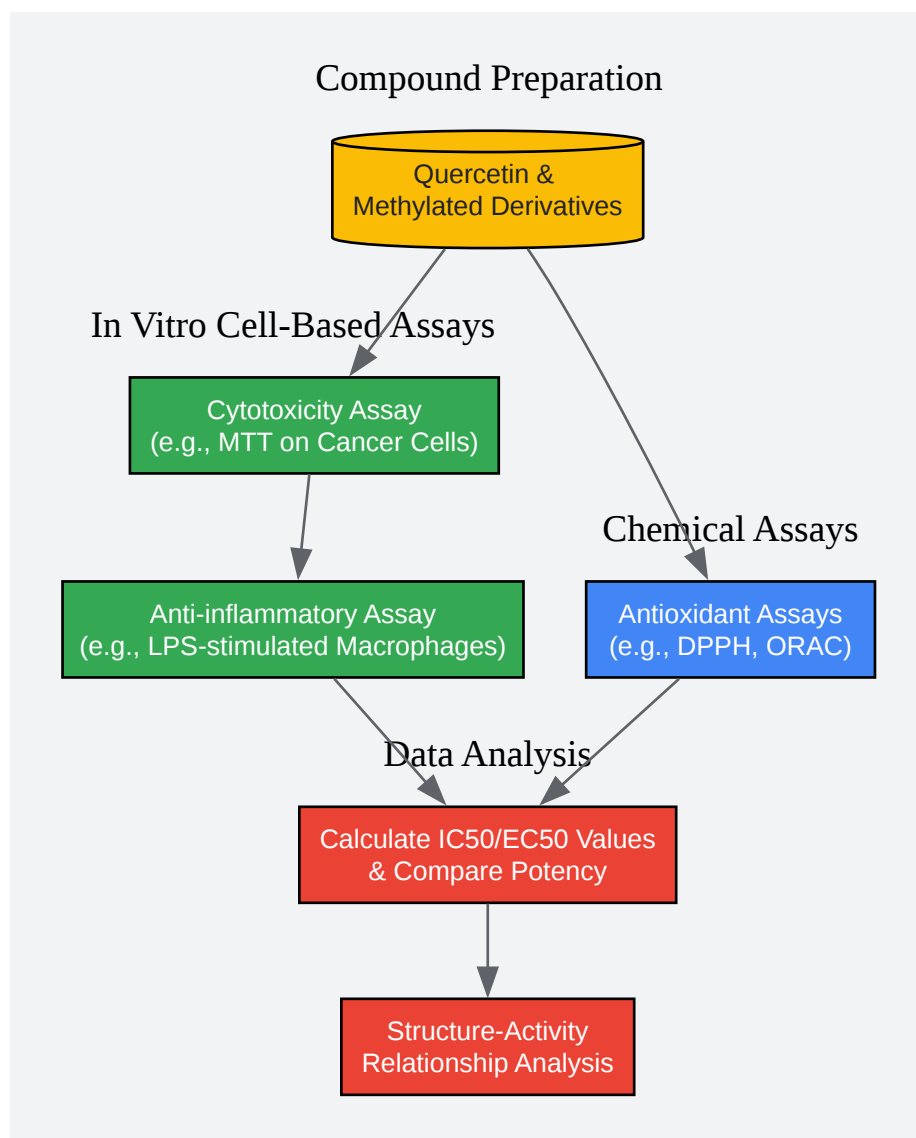 Compound Preparation
Quercetin &
Methylated Derivatives
In Vitro Cell-Based Assays
Cytotoxicity Assay
(e.g., MTT on Cancer Cells)
Chemical Assays
Anti-inflammatory Assay
(e.g., LPS-stimulated Macrophages)
Antioxidant Assays
(e.g., DPPH, ORAC)
Data Analysis
Calculate IC50/EC50 Values
& Compare Potency
Structure-Activity
Relationship Analysis